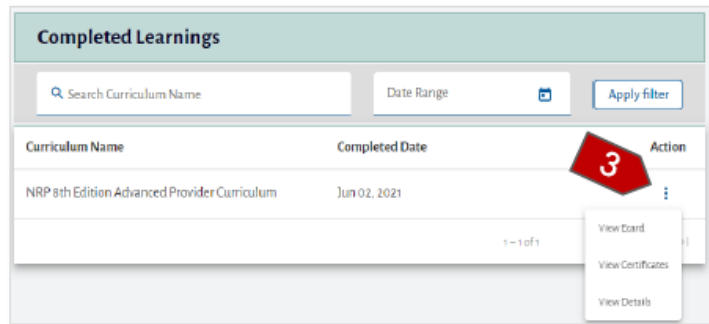 Completed Learnings
Search Curriculum Name
Date Range
Apply filter
Curriculum Name Completed Date Action
3
NRP 8th Edition Advanced Provider Curriculum Jun 02, 2021
1 – 1 of 1
View Ecard
View Certificates
View Details